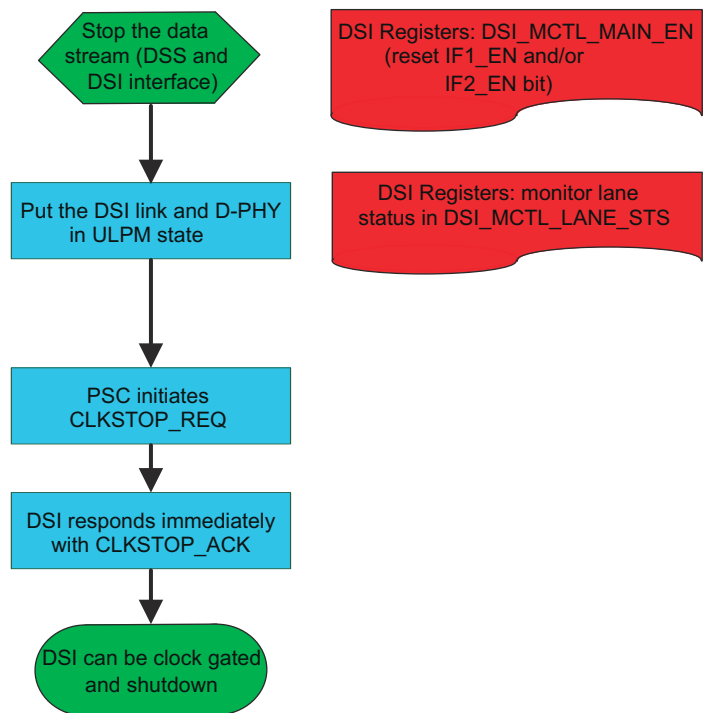 Stop the data
stream (DSS and
DSI interface)
DSI Registers: DSI_MCTL_MAIN_EN
(reset IF1_EN and/or
IF2_EN bit)
Put the DSI link and D-PHY
in ULPM state
DSI Registers: monitor lane
status in DSI_MCTL_LANE_STS
PSC initiates
CLKSTOP_REQ
DSI responds immediately
with CLKSTOP_ACK
DSI can be clock gated
and shutdown